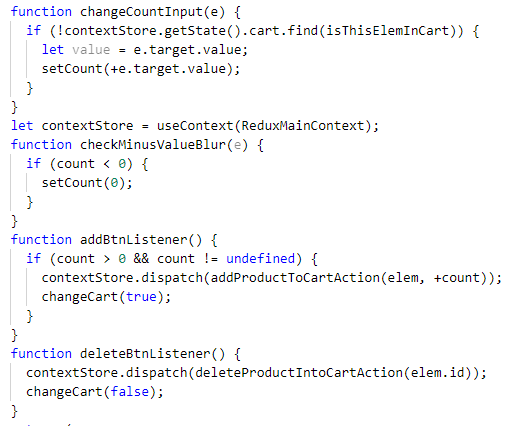 function changeCountInput(e) {
if (!contextStore.getState().cart.find(isThisElemInCart)) {
let value = e.target.value;
setCount(+e.target.value);
}
}
let contextStore = useContext(ReduxMainContext);
function checkMinusValueBlur(e) {
if (count < 0) {
setCount(0);
}
}
function addBtnListener() {
if (count > 0 && count != undefined) {
contextStore.dispatch(addProductToCartAction(elem, +count));
changeCart(true);
}
}
function deleteBtnListener() {
contextStore.dispatch(deleteProductIntoCartAction(elem.id));
changeCart(false);
}